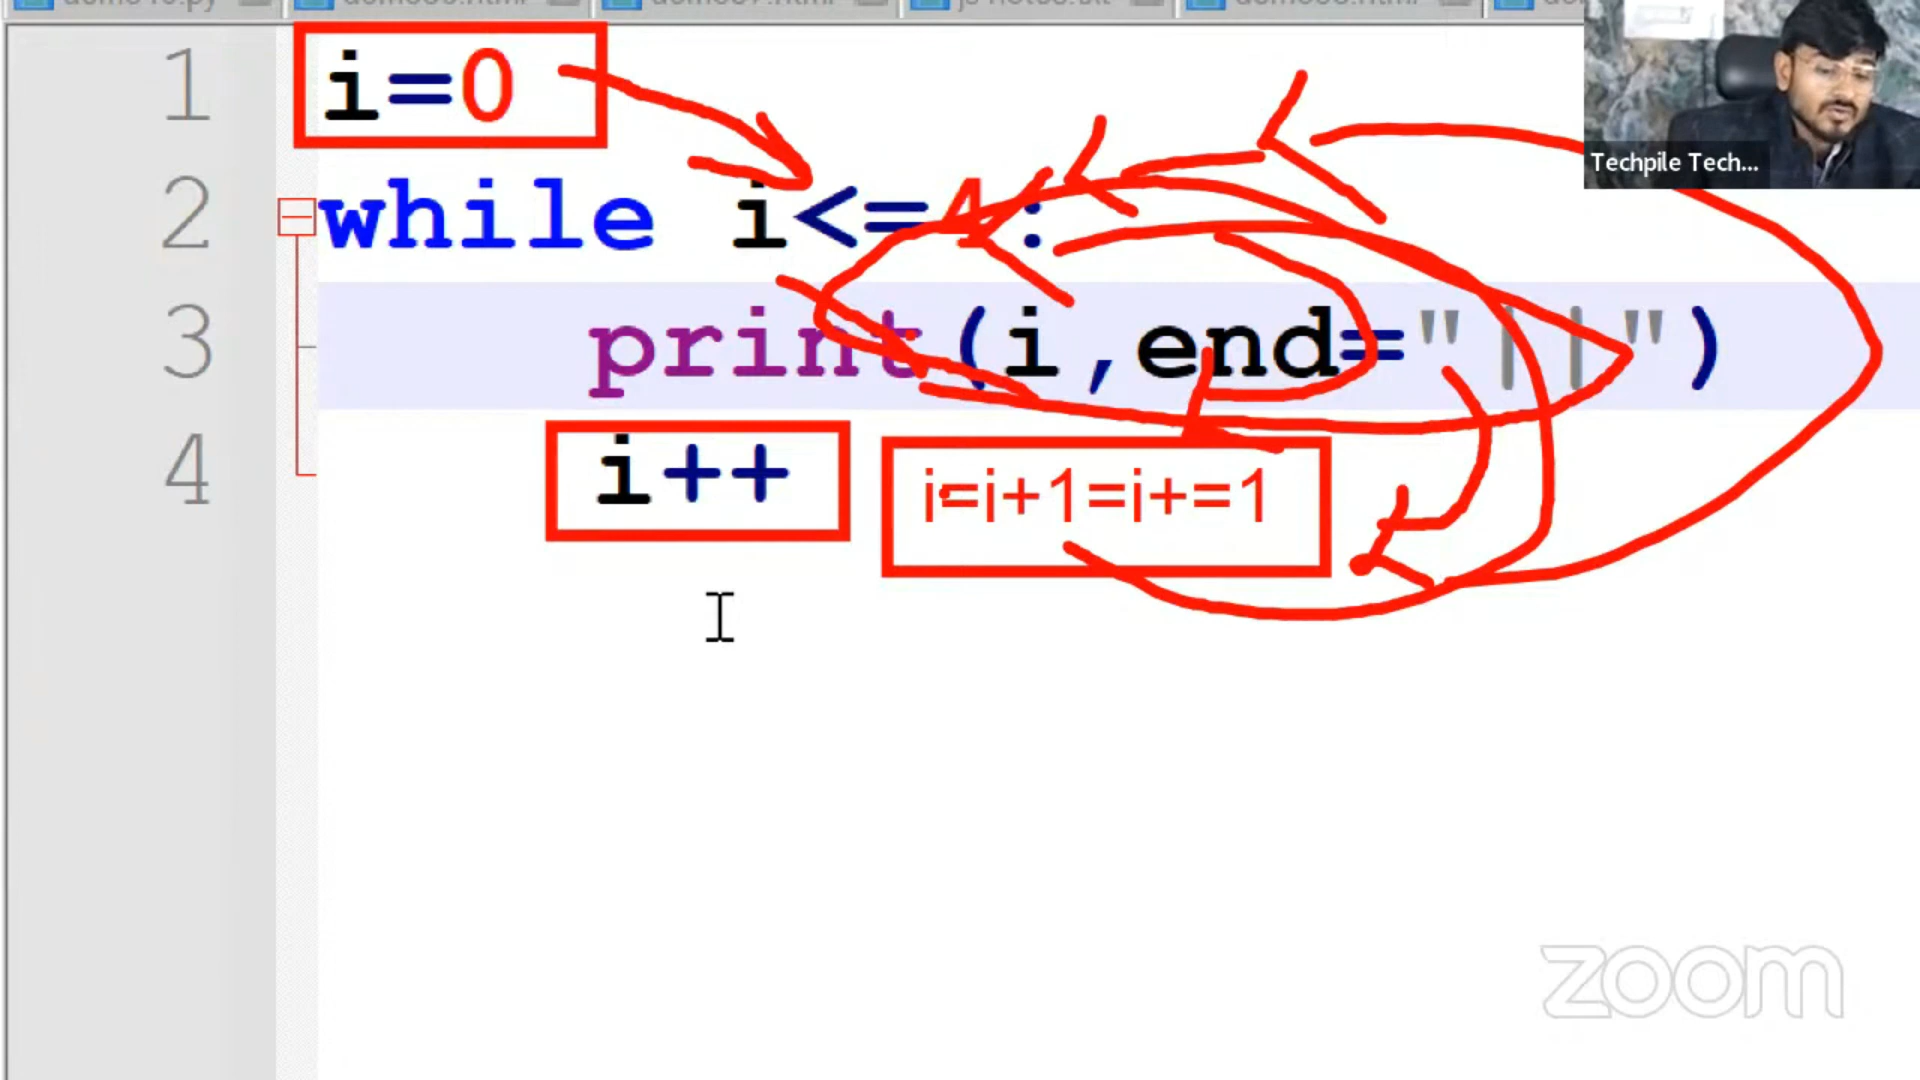 1 i=0
2 while i<=4:
3 print(i,end="||")
4 i++
i=i+1=i+=1
Techpile Tech...
zoom